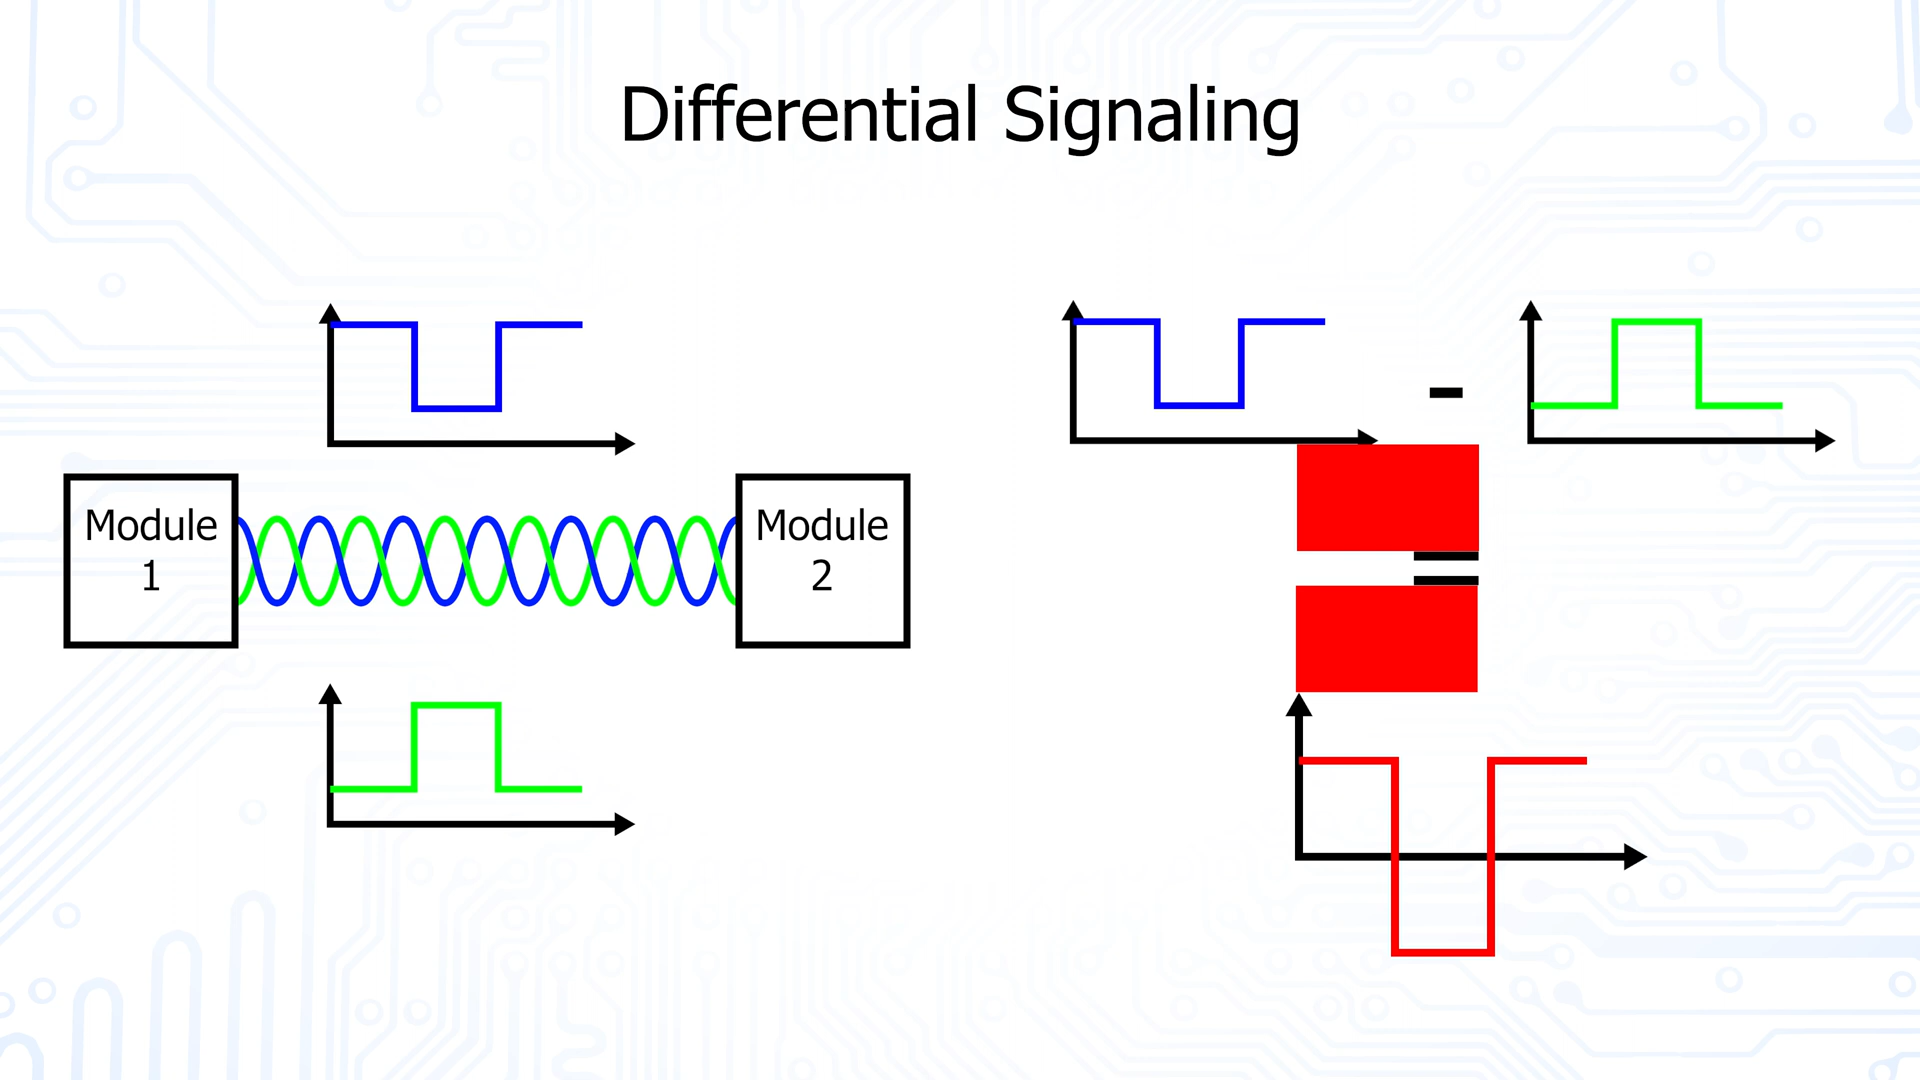 Differential Signaling
Module
1
Module
2
-
=